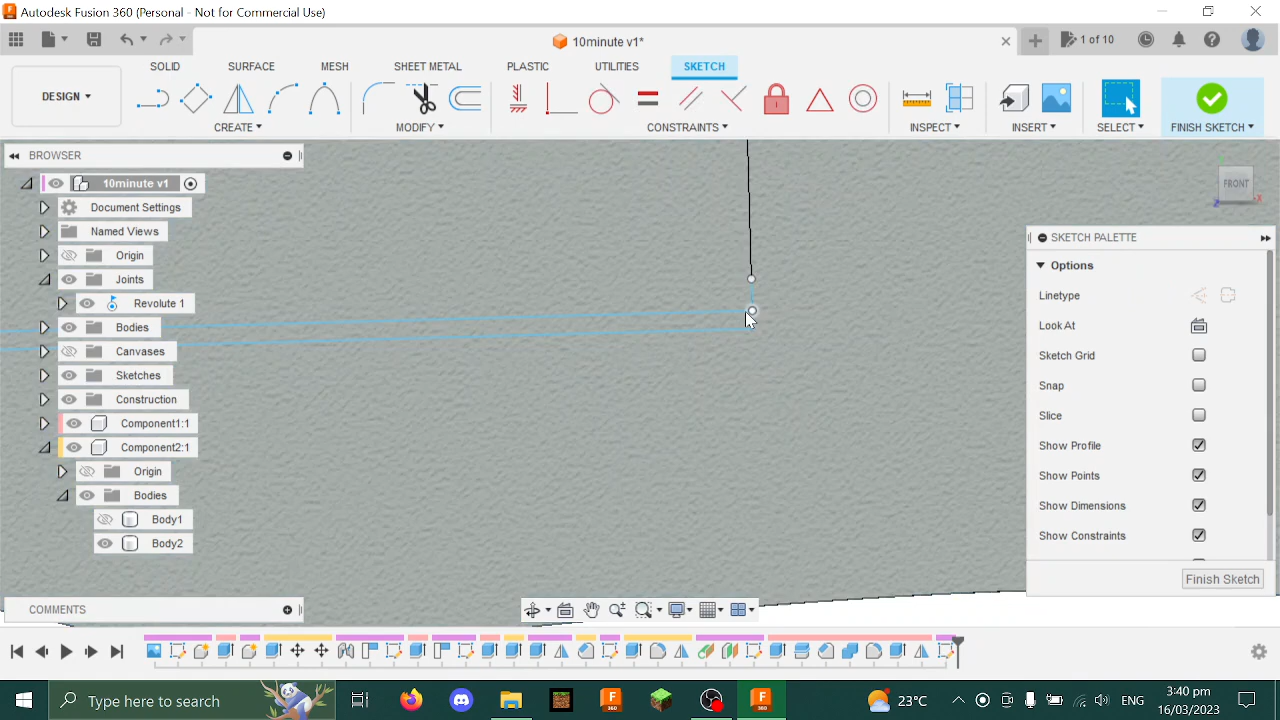 Autodesk Fusion 360 (Personal - Not for Commercial Use)
10minute v1*
1 of 10
DESIGN
SOLID
SURFACE
MESH
SHEET METAL
PLASTIC
UTILITIES
SKETCH
CREATE
MODIFY
CONSTRAINTS
INSPECT
INSERT
SELECT
FINISH SKETCH
BROWSER
10minute v1
Document Settings
Named Views
Origin
Joints
Revolute 1
Bodies
Canvases
Sketches
Construction
Component1:1
Component2:1
Origin
Bodies
Body1
Body2
COMMENTS
FRONT
X
Z
SKETCH PALETTE
Options
Linetype
Look At
Sketch Grid
Snap
Slice
Show Profile
Show Points
Show Dimensions
Show Constraints
Finish Sketch
Type here to search
23°C
ENG
3:40 pm
16/03/2023